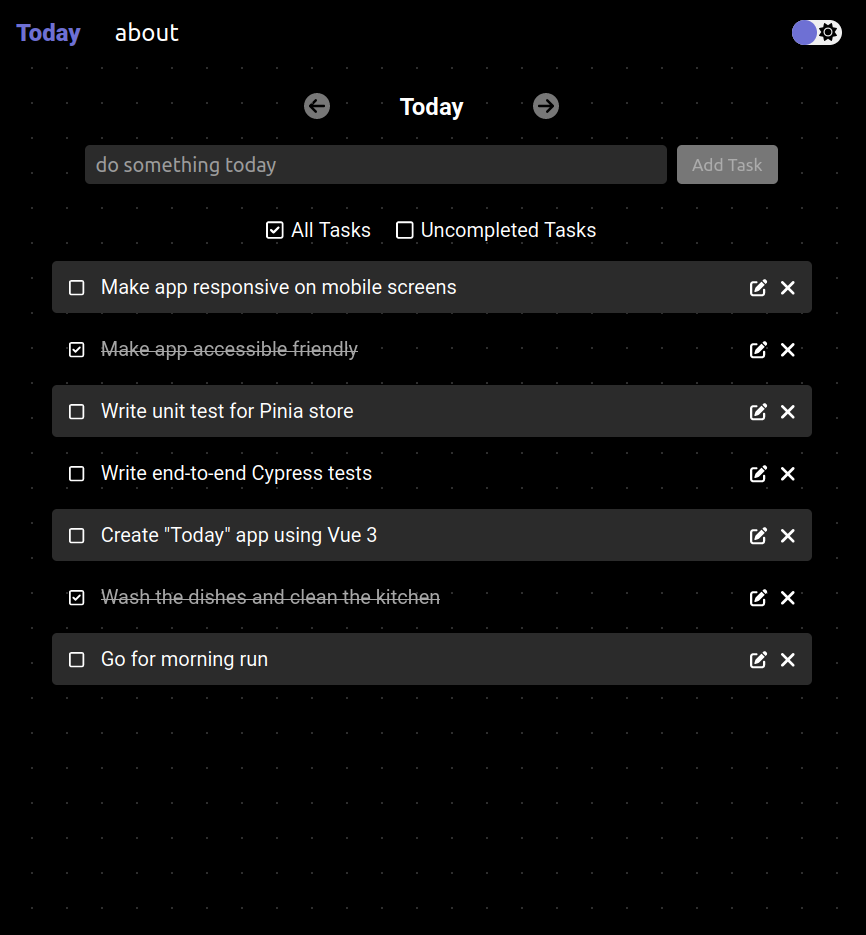 Today about
Today
do something today Add Task
All Tasks Uncompleted Tasks
Make app responsive on mobile screens
Make app accessible friendly
Write unit test for Pinia store
Write end-to-end Cypress tests
Create "Today" app using Vue 3
Wash the dishes and clean the kitchen
Go for morning run